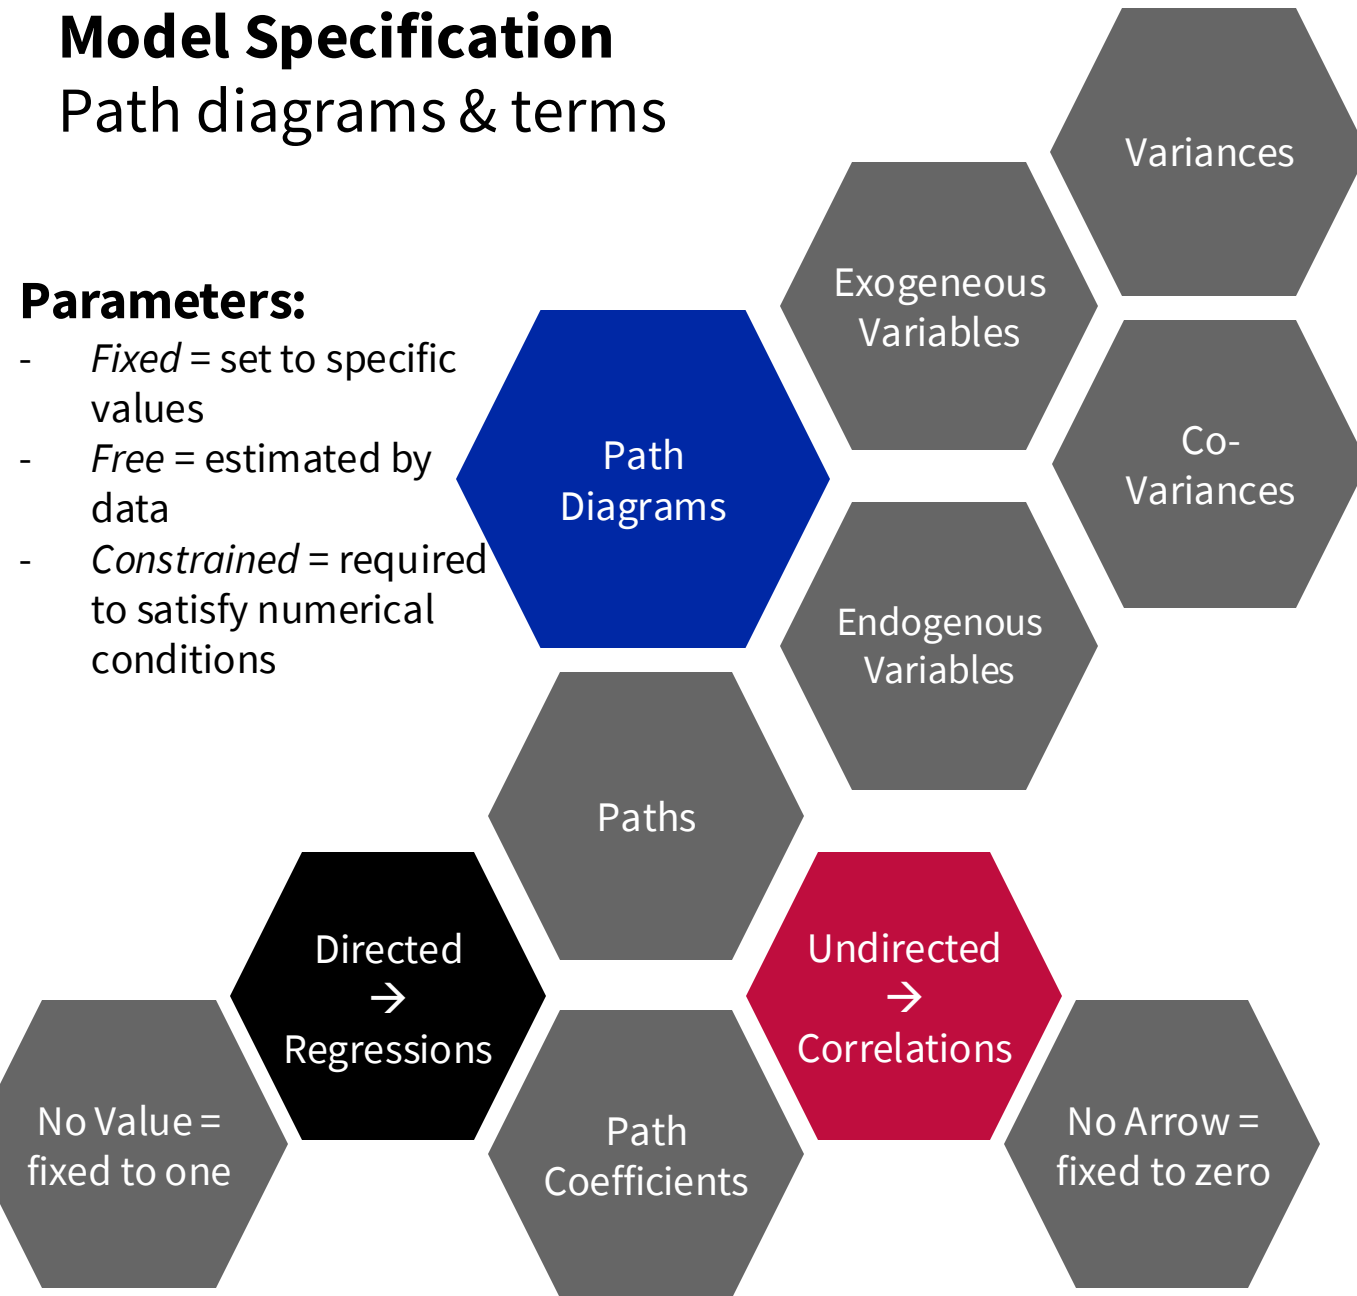 Model Specification
Path diagrams & terms
Variances
Exogeneous
Variables
Parameters:
- Fixed = set to specific
values
- Free = estimated by
data
- Constrained = required
to satisfy numerical
conditions
Path
Diagrams
Co-
Variances
Endogenous
Variables
Paths
Directed
→
Regressions
Undirected
→
Correlations
No Value =
fixed to one
Path
Coefficients
No Arrow =
fixed to zero